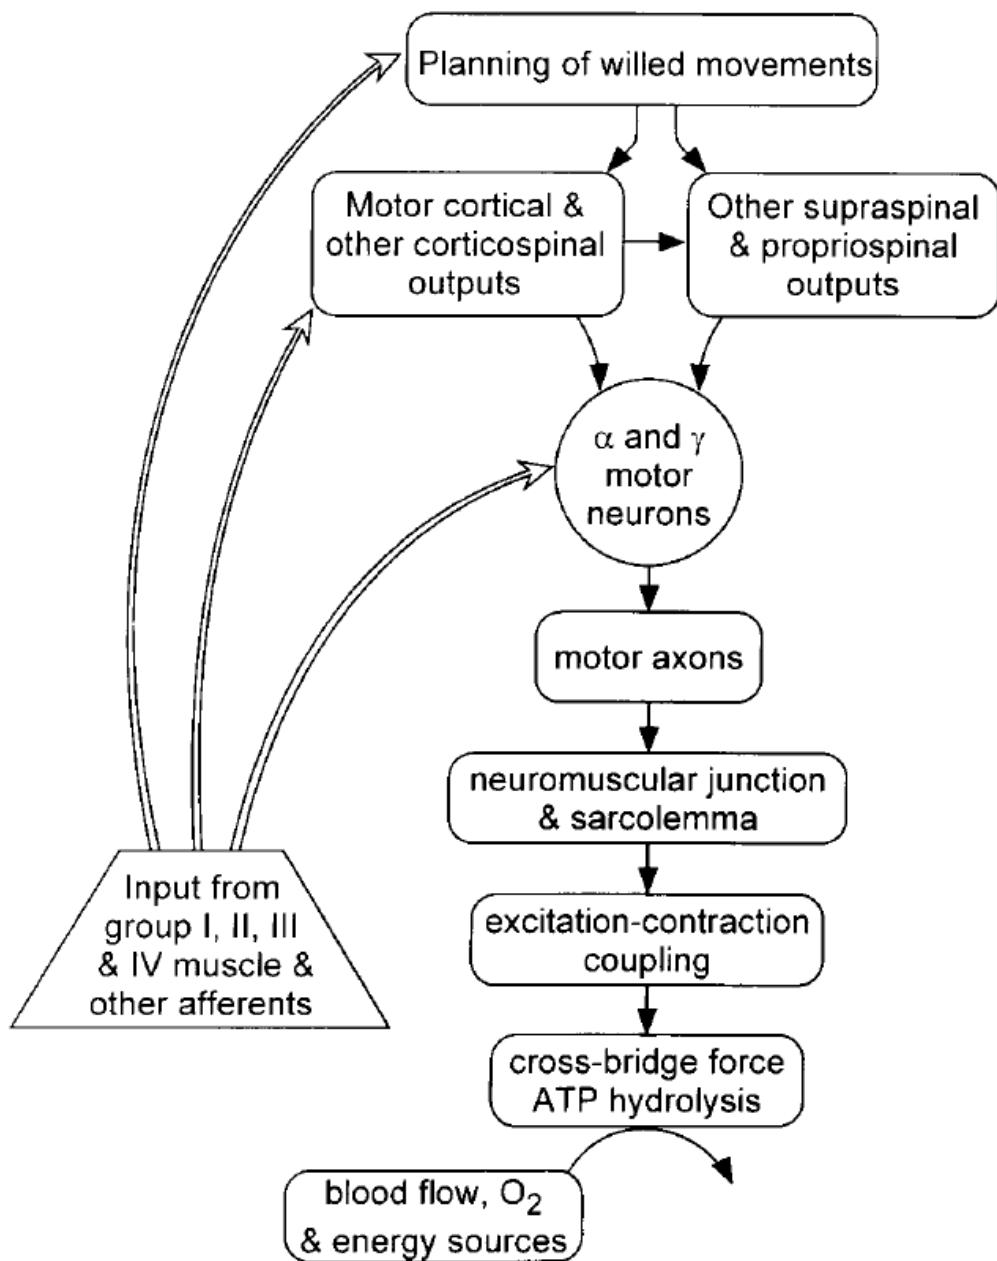 Planning of willed movements
Motor cortical &
other corticospinal
outputs
Other supraspinal
& propriospinal
outputs
α and γ
motor
neurons
motor axons
neuromuscular junction
& sarcolemma
Input from
group I, II, III
& IV muscle &
other afferents
excitation-contraction
coupling
cross-bridge force
ATP hydrolysis
blood flow, O₂
& energy sources